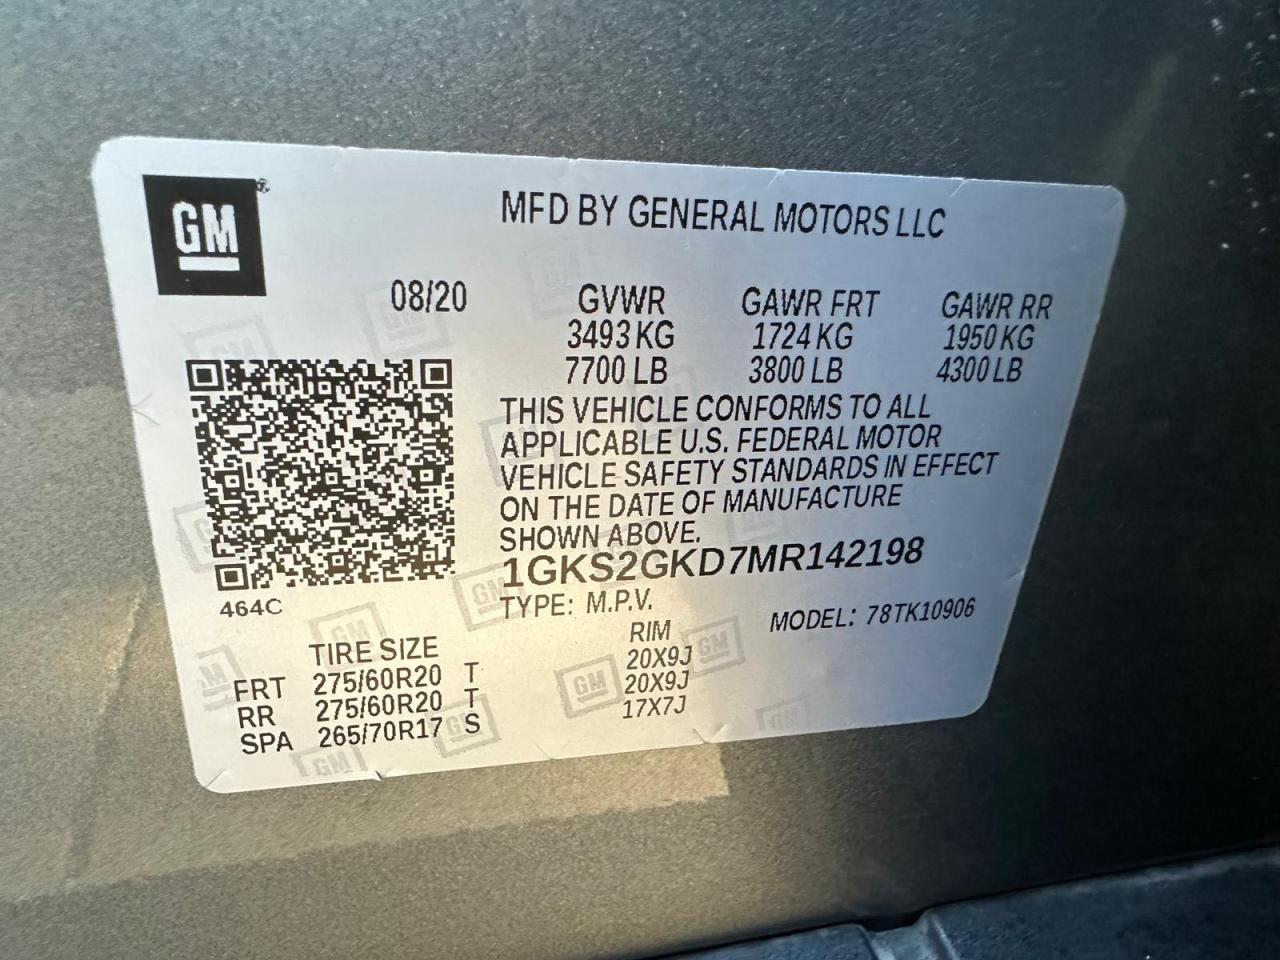 GM
MFD BY GENERAL MOTORS LLC
08/20 GVWR GAWR FRT GAWR RR
3493 KG 1724 KG 1950 KG
7700 LB 3800 LB 4300 LB
THIS VEHICLE CONFORMS TO ALL
APPLICABLE U.S. FEDERAL MOTOR
VEHICLE SAFETY STANDARDS IN EFFECT
ON THE DATE OF MANUFACTURE
SHOWN ABOVE.
1GKS2GKD7MR142198
464C
TYPE: M.P.V. MODEL: 78TK10906
TIRE SIZE RIM
FRT 275/60R20 T 20X9J
RR 275/60R20 T 20X9J
SPA 265/70R17 S 17X7J